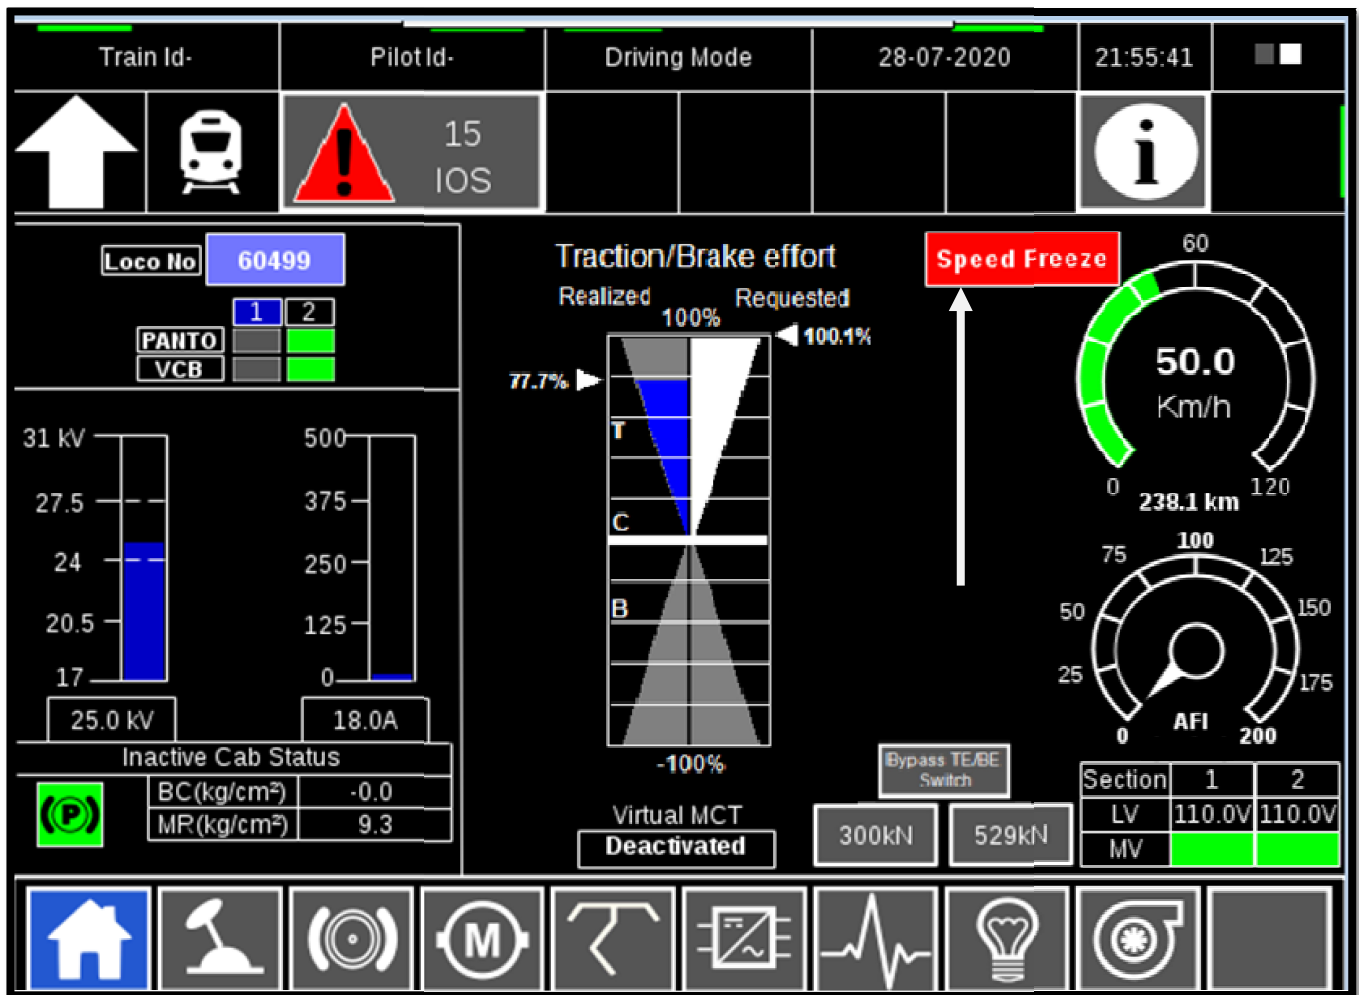 Train Id-
Pilot Id-
Driving Mode
28-07-2020
21:55:41
15
IOS
i
Loco No
60499
1 2
PANTO
VCB
31 kV
27.5
24
20.5
17
25.0 kV
500
375
250
125
0
18.0A
Inactive Cab Status
BC(kg/cm²) -0.0
MR(kg/cm²) 9.3
P
Traction/Brake effort
Realized Requested
100%
100.1%
77.7%
T
C
B
-100%
Virtual MCT
Deactivated
Speed Freeze
60
50.0
Km/h
0 120
238.1 km
100
75 125
50 150
25 175
AFI
0 200
Bypass TE/BE
Switch
300kN 529kN
Section 1 2
LV 110.0V 110.0V
MV
M